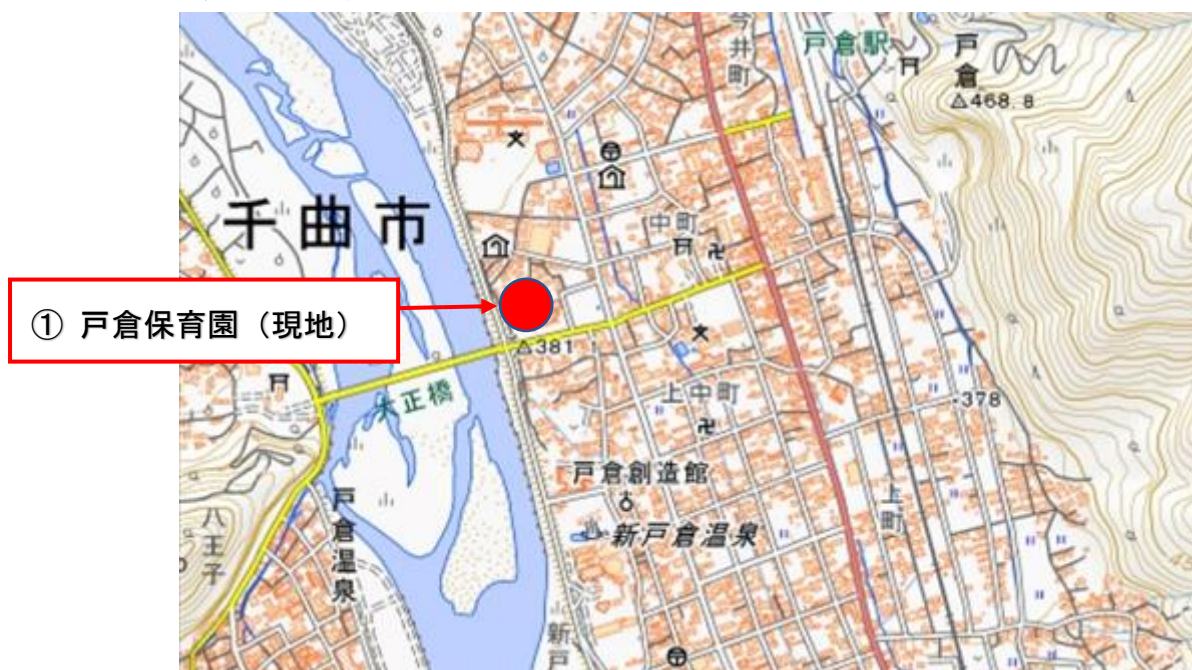 今井町
戸倉駅
戸倉
468.8
千曲市
中町
① 戸倉保育園（現地）
381
大正橋
上中町
378
戸倉創造館
新戸倉温泉
上町
八王子
戸倉温泉
新戸